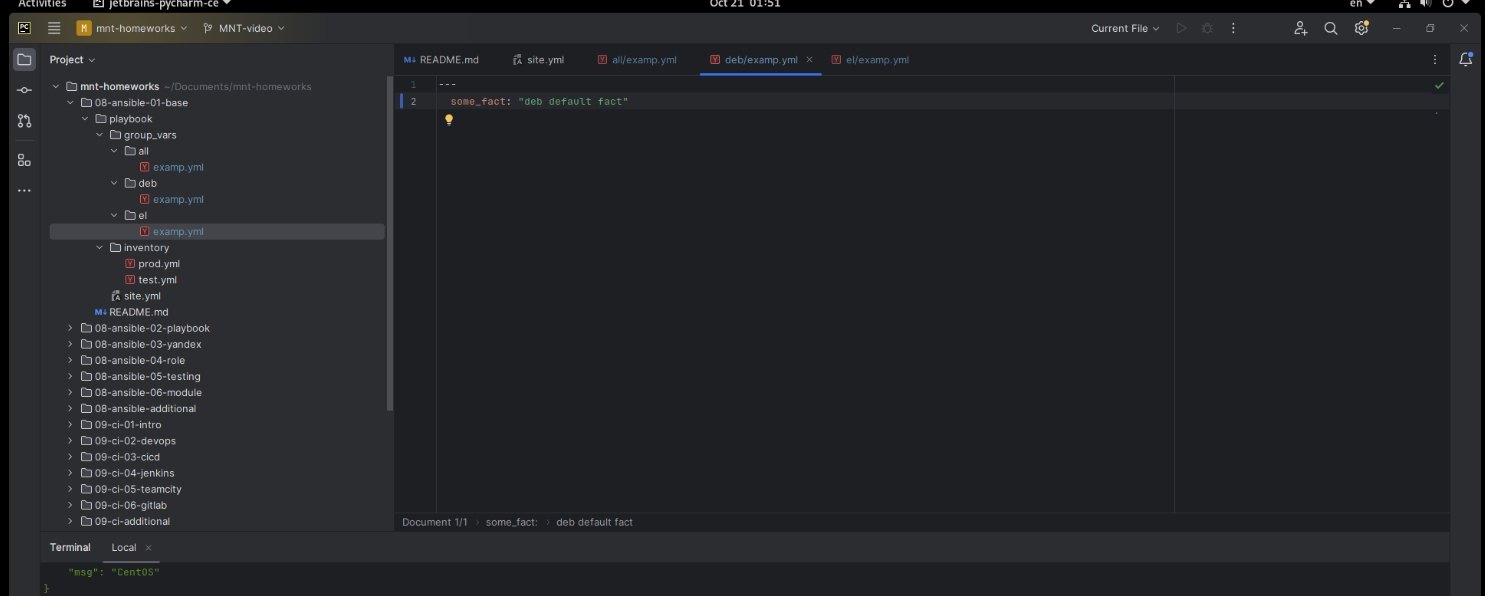 Activities jetbrains-pycharm-ce Oct 21 01:51 en
PC M mnt-homeworks MNT-video Current File
Project
README.md site.yml all/examp.yml deb/examp.yml el/examp.yml
mnt-homeworks ~/Documents/mnt-homeworks
08-ansible-01-base
playbook
group_vars
all
examp.yml
deb
examp.yml
el
examp.yml
inventory
prod.yml
test.yml
site.yml
README.md
08-ansible-02-playbook
08-ansible-03-yandex
08-ansible-04-role
08-ansible-05-testing
08-ansible-06-module
08-ansible-additional
09-ci-01-intro
09-ci-02-devops
09-ci-03-cicd
09-ci-04-jenkins
09-ci-05-teamcity
09-ci-06-gitlab
09-ci-additional
1 ---
2 some_fact: "deb default fact"
Document 1/1 › some_fact: › deb default fact
Terminal Local
"msg": "CentOS"
}